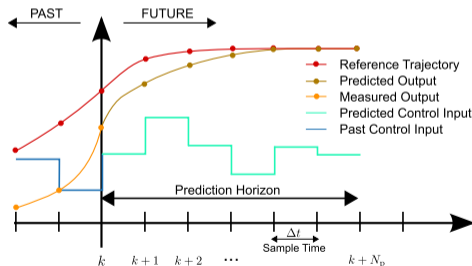 PAST
FUTURE
Reference Trajectory
Predicted Output
Measured Output
Predicted Control Input
Past Control Input
Prediction Horizon
Δt
Sample Time
k
k + 1
k + 2
...
k + Np